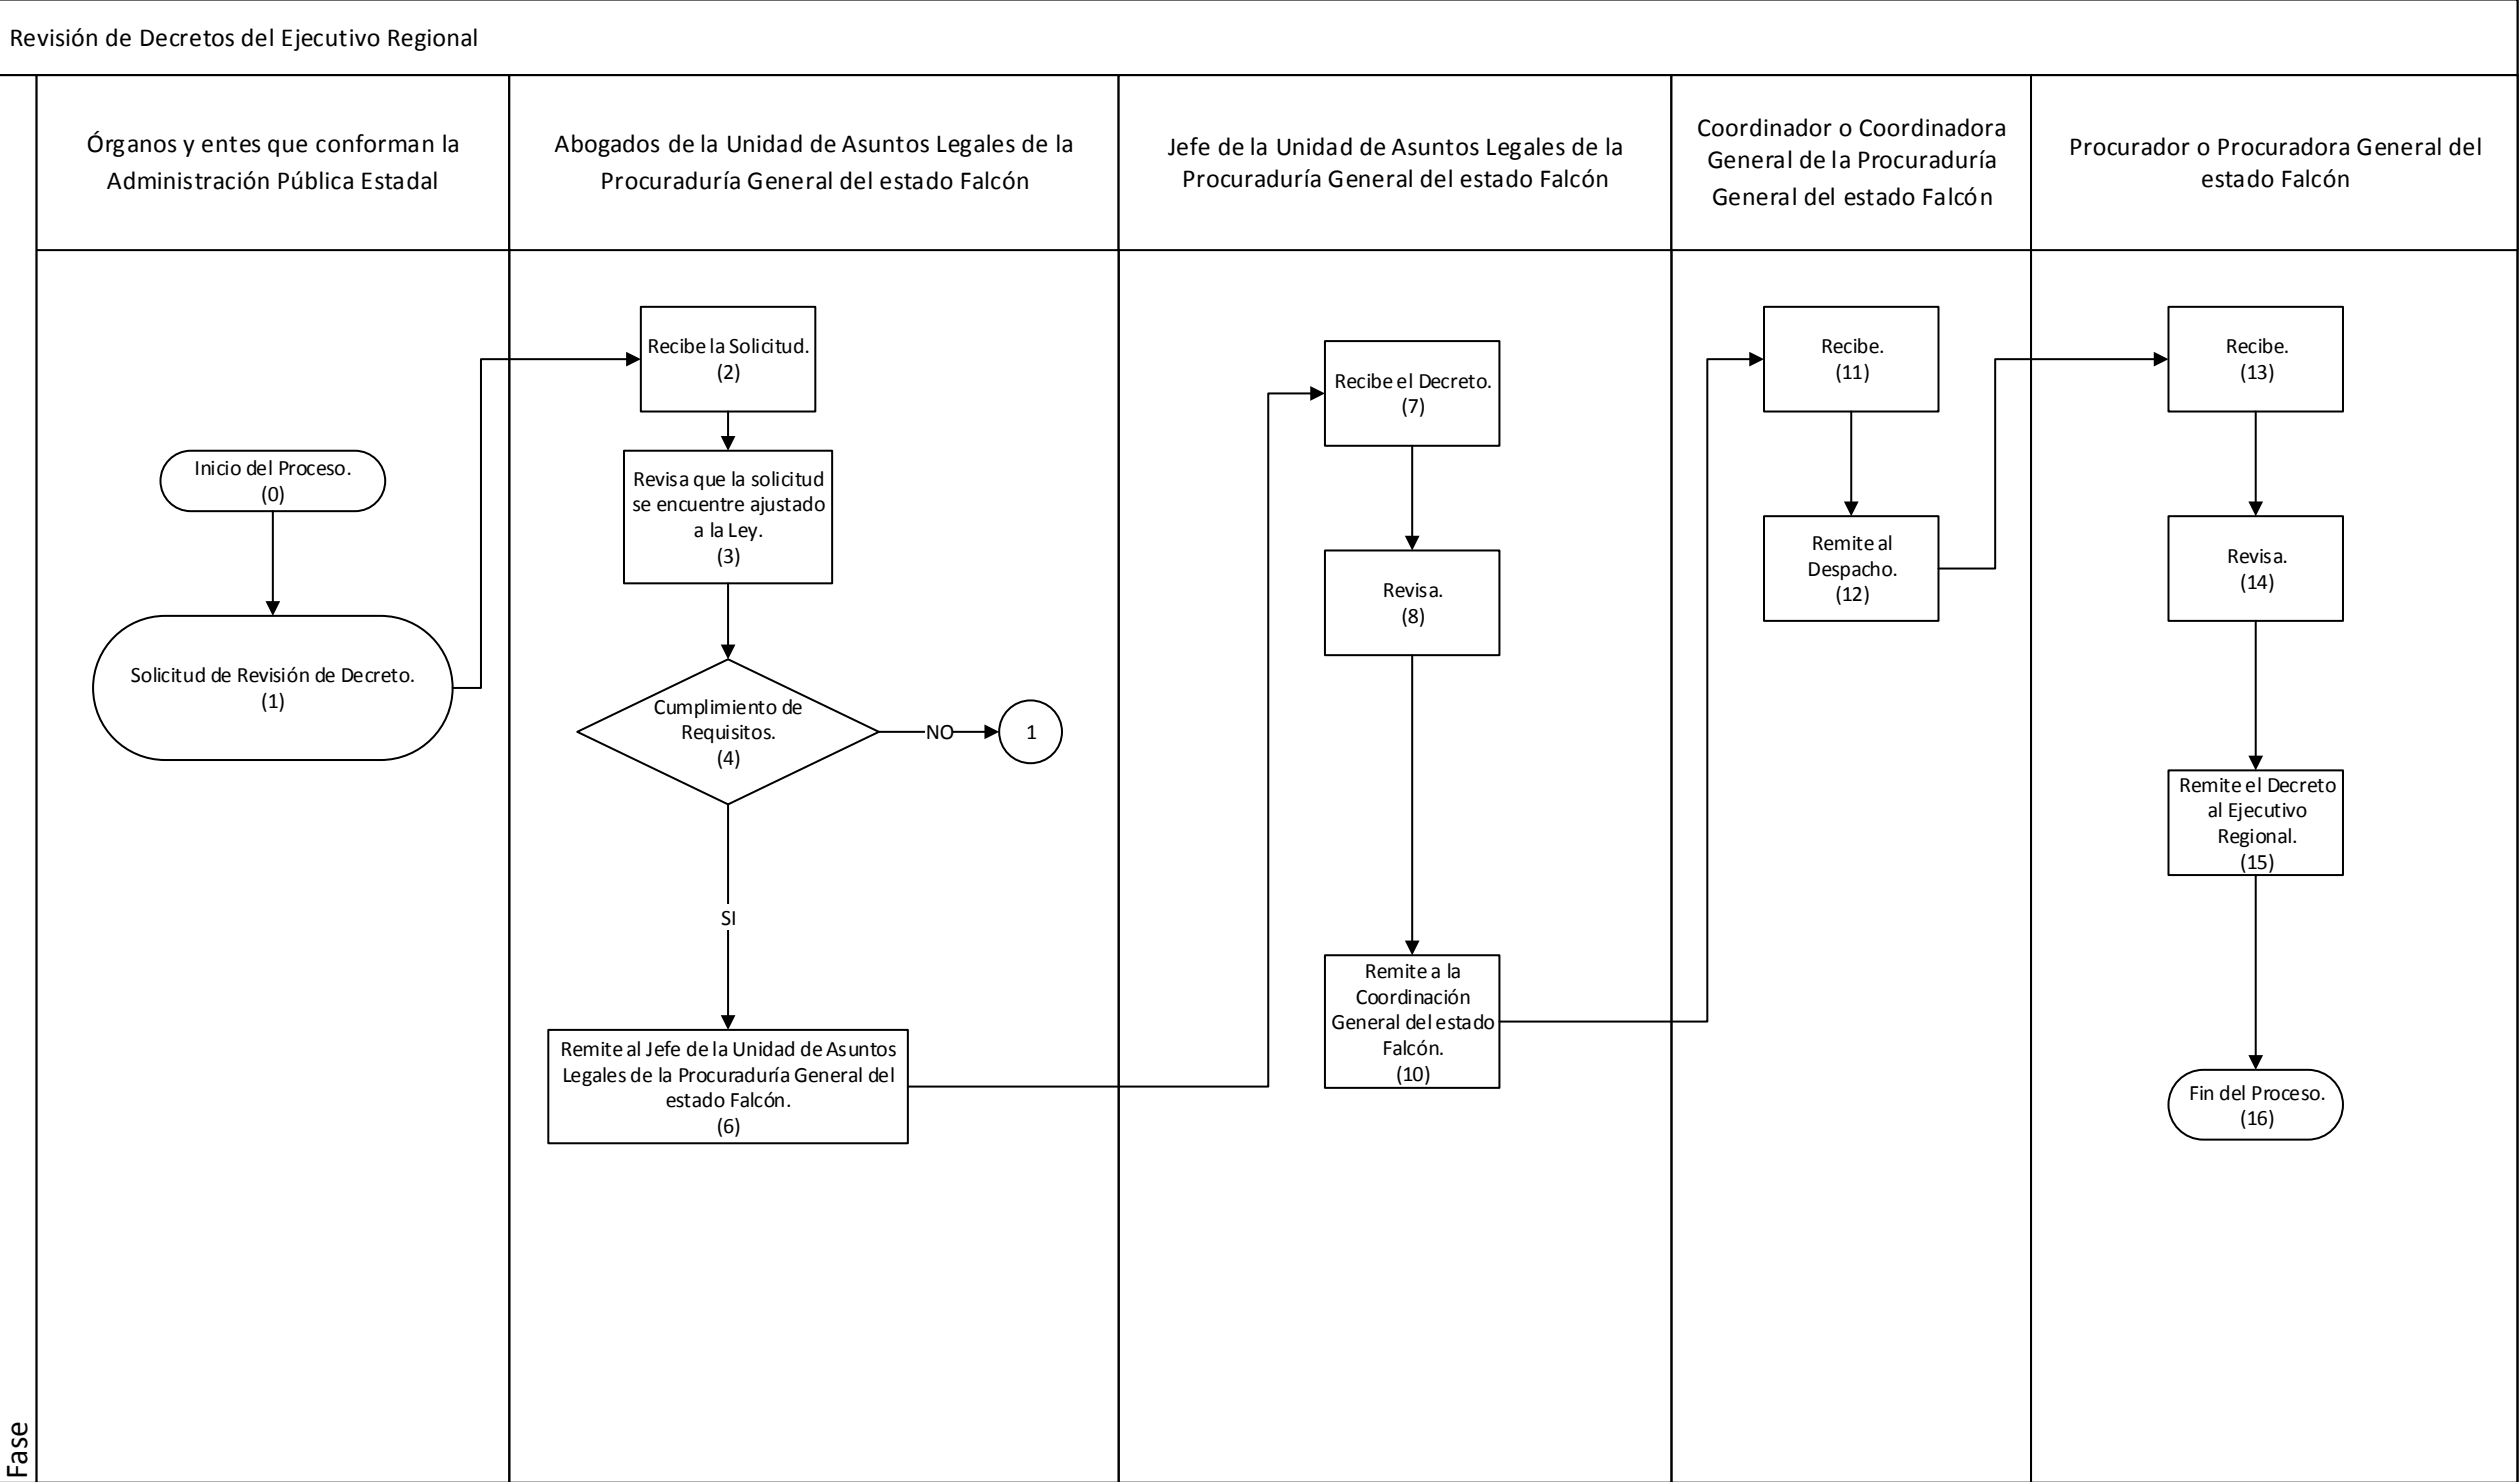 Revisión de Decretos del Ejecutivo Regional
Órganos y entes que conforman la
Administración Pública Estadal
Abogados de la Unidad de Asuntos Legales de la
Procuraduría General del estado Falcón
Jefe de la Unidad de Asuntos Legales de la
Procuraduría General del estado Falcón
Coordinador o Coordinadora
General de la Procuraduría
General del estado Falcón
Procurador o Procuradora General del
estado Falcón
Inicio del Proceso.
(0)
Solicitud de Revisión de Decreto.
(1)
Recibe la Solicitud.
(2)
Revisa que la solicitud
se encuentre ajustado
a la Ley.
(3)
Cumplimiento de
Requisitos.
(4)
NO
1
SI
Remite al Jefe de la Unidad de Asuntos
Legales de la Procuraduría General del
estado Falcón.
(6)
Recibe el Decreto.
(7)
Revisa.
(8)
Remite a la
Coordinación
General del estado
Falcón.
(10)
Recibe.
(11)
Remite al
Despacho.
(12)
Recibe.
(13)
Revisa.
(14)
Remite el Decreto
al Ejecutivo
Regional.
(15)
Fin del Proceso.
(16)
Fase